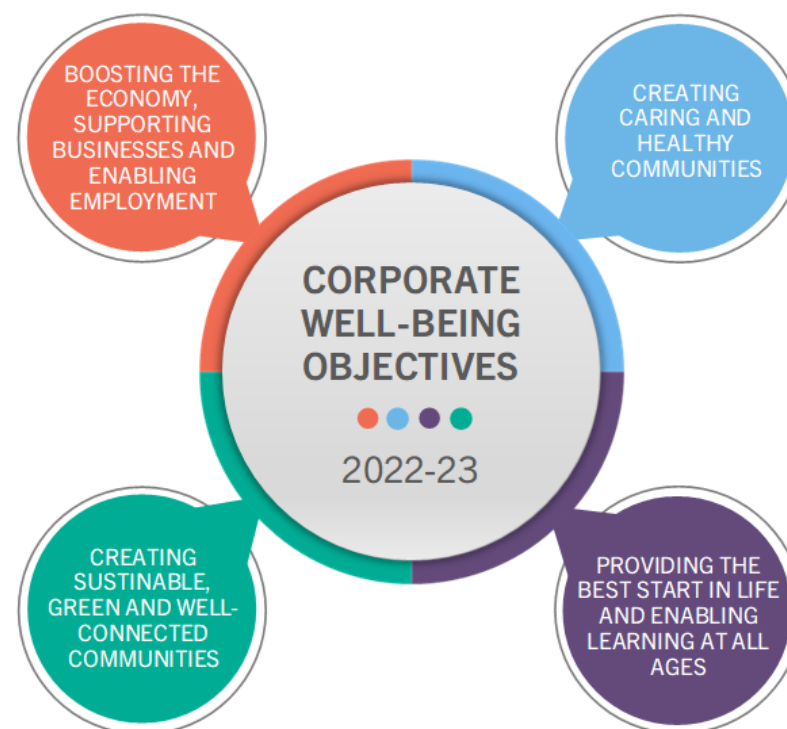 BOOSTING THE
ECONOMY,
SUPPORTING
BUSINESSES AND
ENABLING
EMPLOYMENT
CREATING
CARING AND
HEALTHY
COMMUNITIES
CORPORATE
WELL-BEING
OBJECTIVES
2022-23
CREATING
SUSTINABLE,
GREEN AND WELL-
CONNECTED
COMMUNITIES
PROVIDING THE
BEST START IN LIFE
AND ENABLING
LEARNING AT ALL
AGES